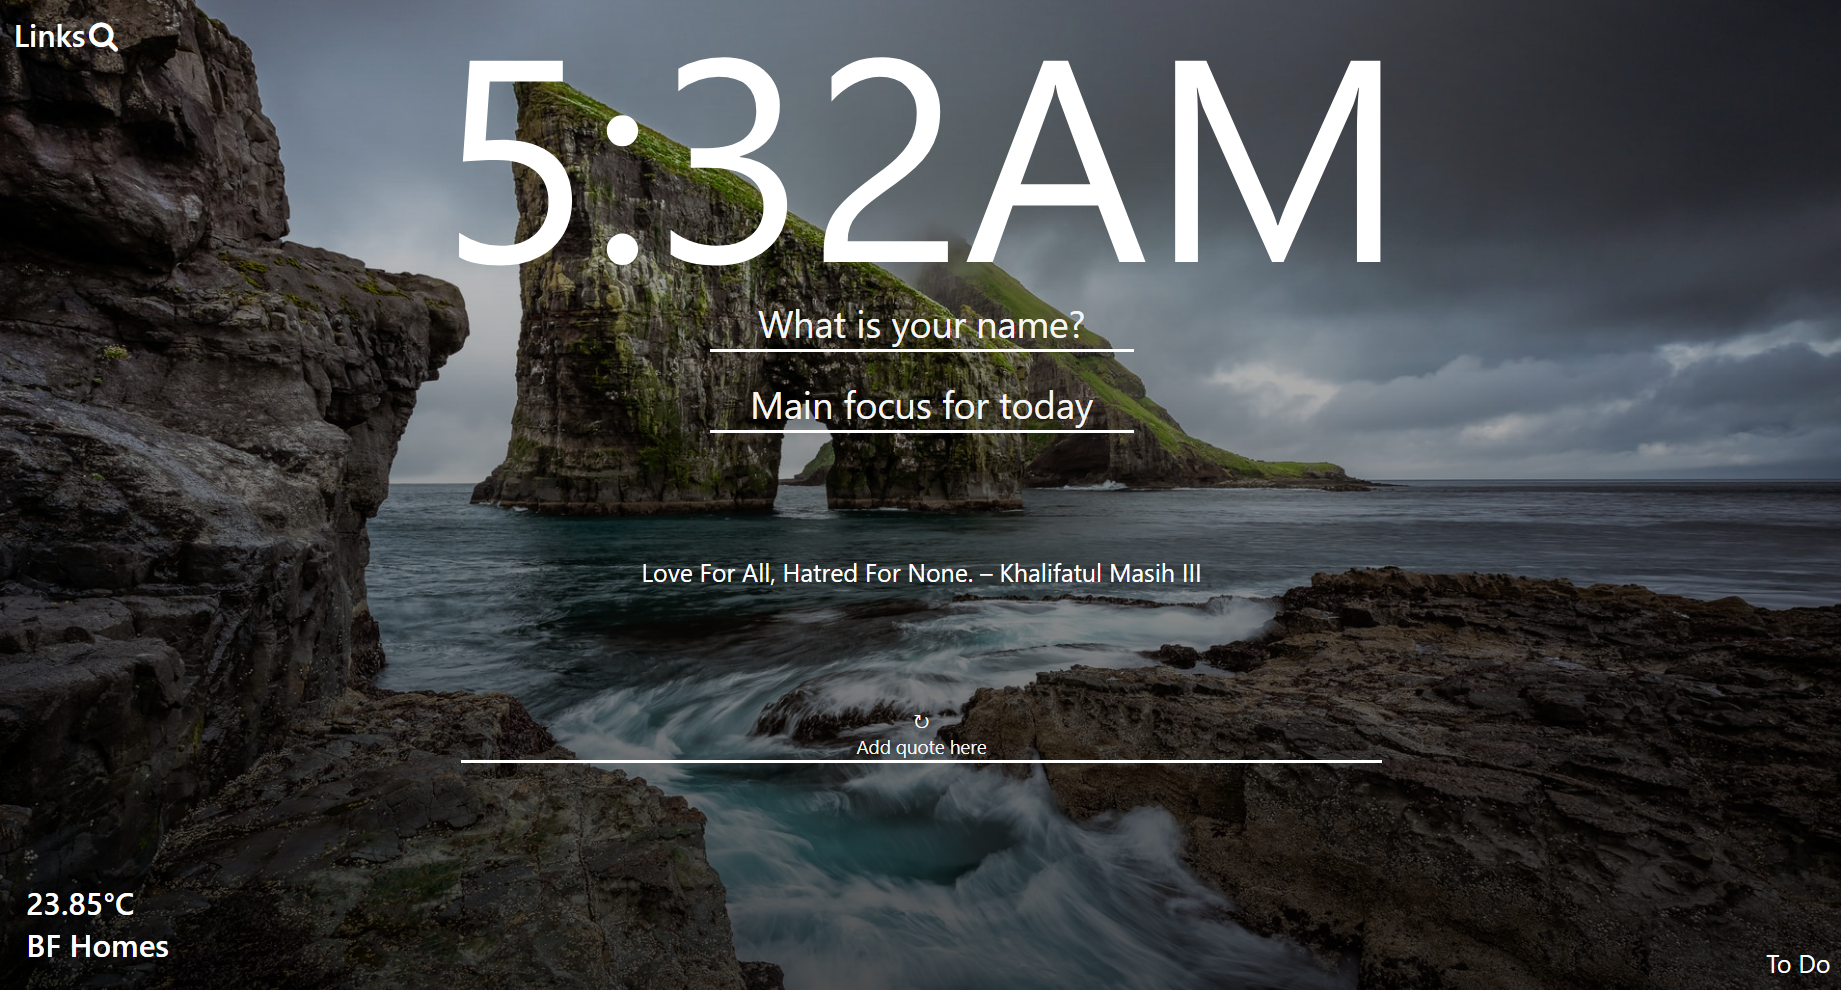 Links
5:32AM
What is your name?
Main focus for today
Love For All, Hatred For None. – Khalifatul Masih III
↻
Add quote here
23.85°C
BF Homes
To Do